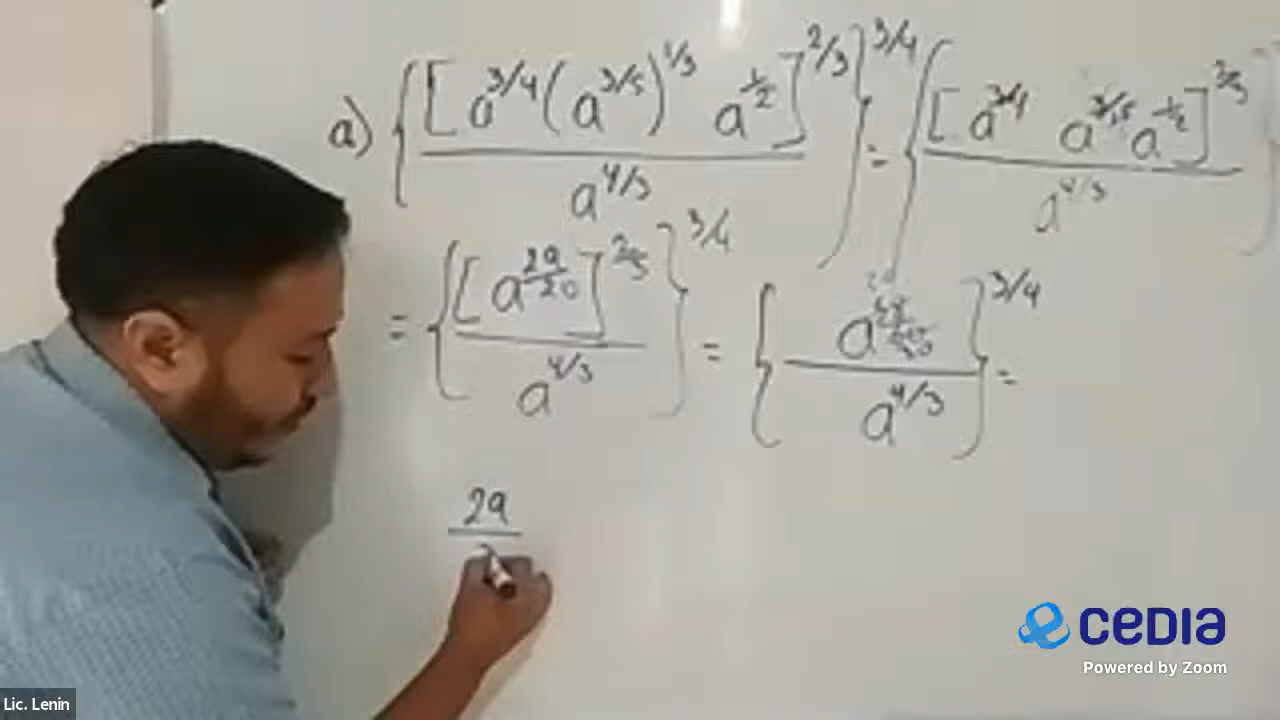 a) { [ a^{3/4} ( a^{3/5} )^{1/3} a^{1/2} ]^{2/3} / a^{4/3} }^{3/4} = { [ a^{3/4} a^{3/15} a^{1/2} ]^{2/3} / a^{4/3} }
= { [ a^{29/20} ]^{2/3} / a^{4/3} }^{3/4} = { a / a^{4/3} }^{3/4} =
29
cedia
Powered by Zoom
Lic. Lenin